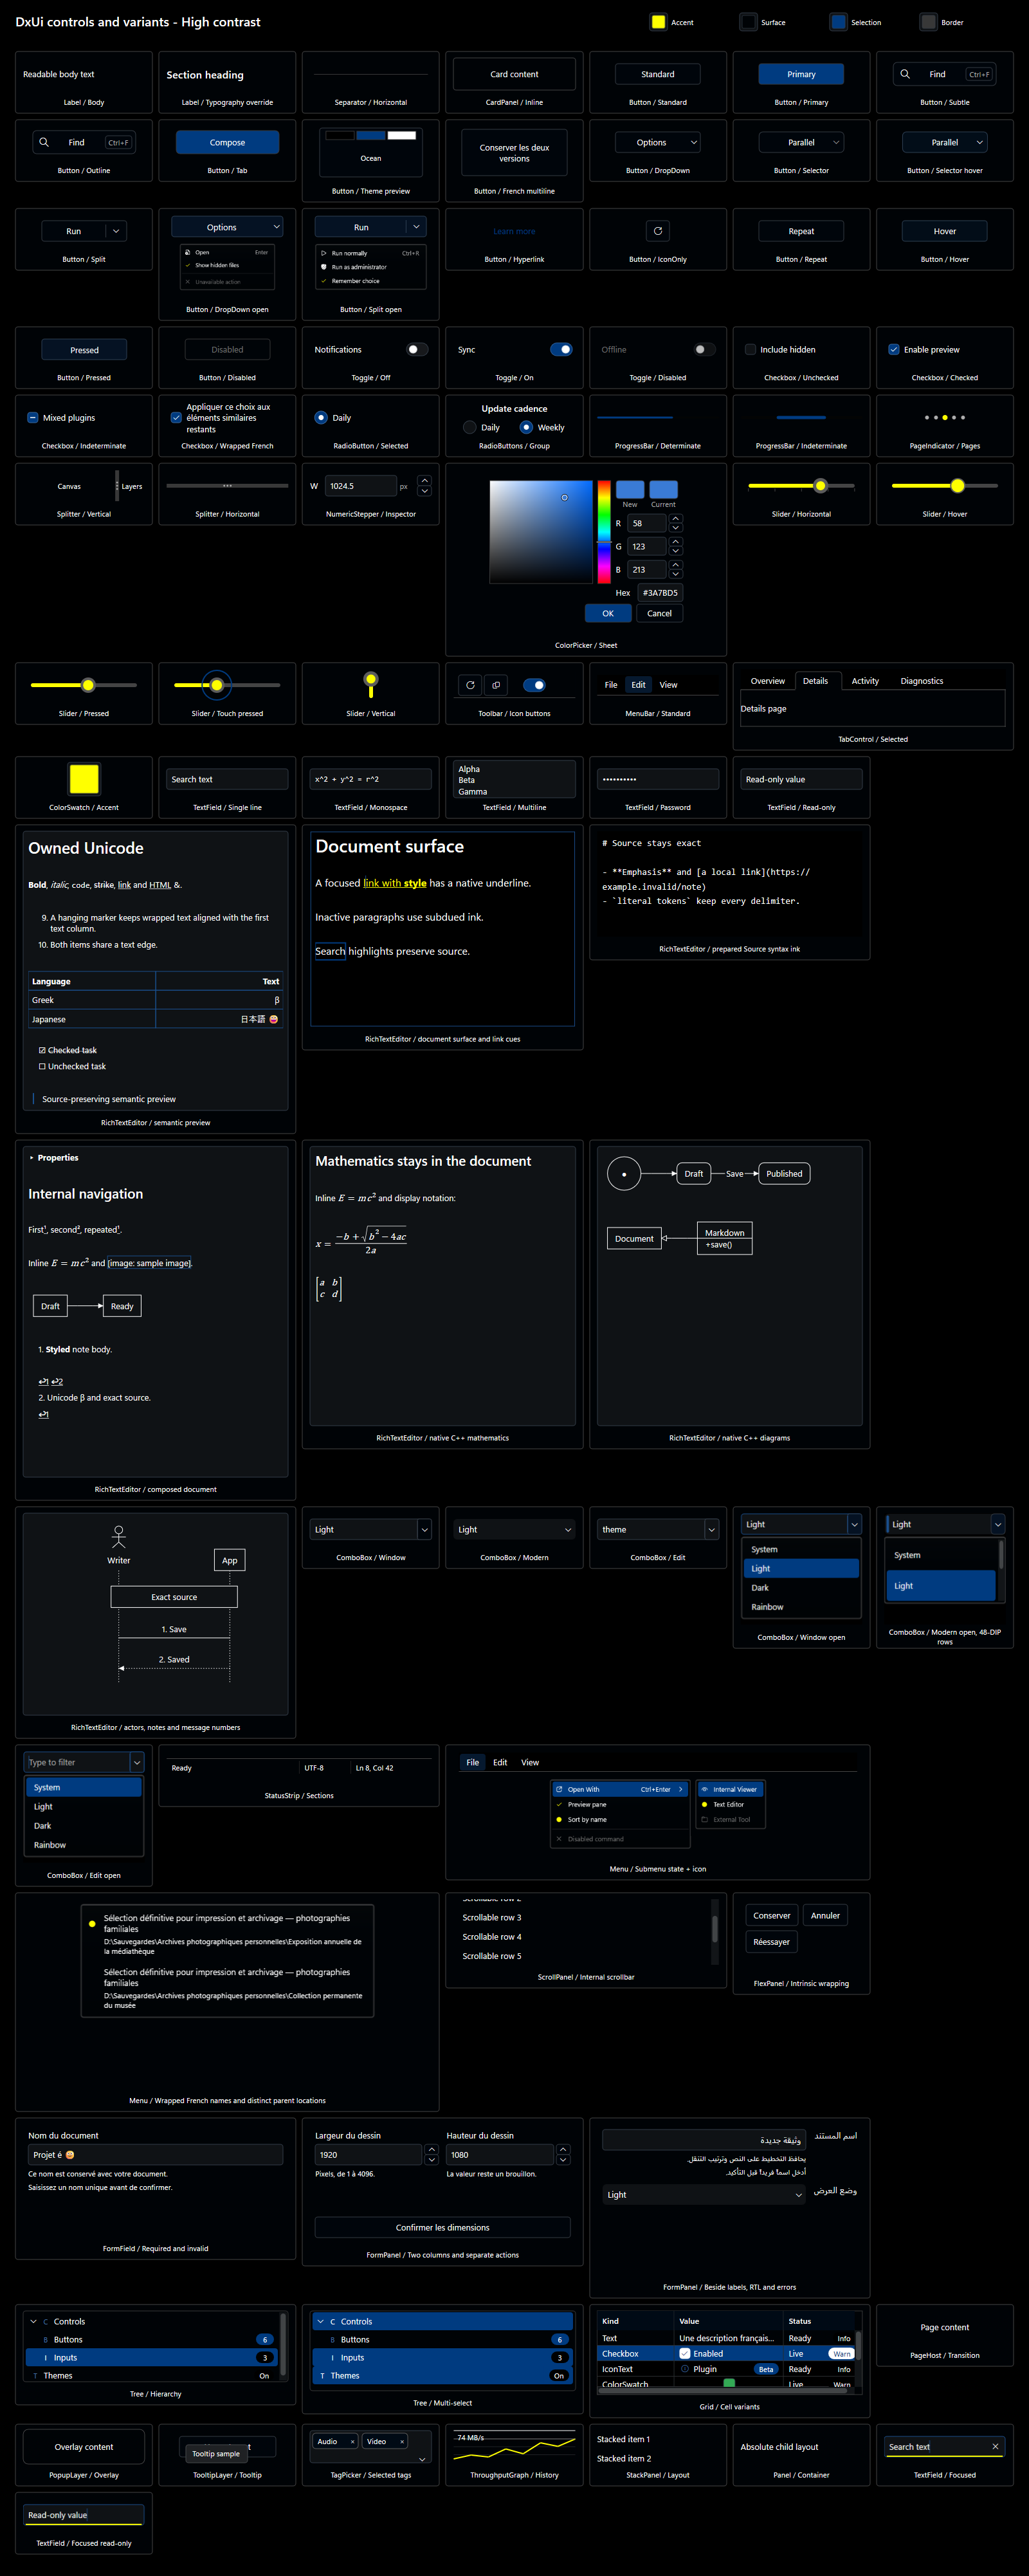 DxUi controls and variants - High contrast
Accent
Surface
Selection
Border
Readable body text
Label / Body
Section heading
Label / Typography override
Separator / Horizontal
Card content
CardPanel / Inline
Standard
Button / Standard
Primary
Button / Primary
Find Ctrl+F
Button / Subtle
Find Ctrl+F
Button / Outline
Compose
Button / Tab
Ocean
Button / Theme preview
Conserver les deux
versions
Button / French multiline
Options
Button / DropDown
Parallel
Button / Selector
Parallel
Button / Selector hover
Run
Button / Split
Options
Open Enter
Show hidden files
Unavailable action
Button / DropDown open
Run
Run normally Ctrl+R
Run as administrator
Remember choice
Button / Split open
Learn more
Button / Hyperlink
Button / IconOnly
Repeat
Button / Repeat
Hover
Button / Hover
Pressed
Button / Pressed
Disabled
Button / Disabled
Notifications
Toggle / Off
Sync
Toggle / On
Offline
Toggle / Disabled
Include hidden
Checkbox / Unchecked
Enable preview
Checkbox / Checked
Mixed plugins
Checkbox / Indeterminate
Appliquer ce choix aux
éléments similaires
restants
Checkbox / Wrapped French
Daily
RadioButton / Selected
Update cadence
Daily Weekly
RadioButtons / Group
ProgressBar / Determinate
ProgressBar / Indeterminate
PageIndicator / Pages
Canvas Layers
Splitter / Vertical
Splitter / Horizontal
W 1024.5 px
NumericStepper / Inspector
New Current
R 58
G 123
B 213
Hex #3A7BD5
OK Cancel
ColorPicker / Sheet
Slider / Horizontal
Slider / Hover
Slider / Pressed
Slider / Touch pressed
Slider / Vertical
Toolbar / Icon buttons
File Edit View
MenuBar / Standard
Overview Details Activity Diagnostics
Details page
TabControl / Selected
ColorSwatch / Accent
Search text
TextField / Single line
x^2 + y^2 = r^2
TextField / Monospace
Alpha
Beta
Gamma
TextField / Multiline
••••••••••
TextField / Password
Read-only value
TextField / Read-only
Owned Unicode
Bold, italic, code, strike, link and HTML &.
9. A hanging marker keeps wrapped text aligned with the first
text column.
10. Both items share a text edge.
Language Text
Greek β
Japanese 日本語 😄
☑ Checked task
☐ Unchecked task
Source-preserving semantic preview
RichTextEditor / semantic preview
Document surface
A focused link with style has a native underline.
Inactive paragraphs use subdued ink.
Search highlights preserve source.
RichTextEditor / document surface and link cues
# Source stays exact
- **Emphasis** and [a local link](https://
example.invalid/note)
- `literal tokens` keep every delimiter.
RichTextEditor / prepared Source syntax ink
Properties
Internal navigation
First¹, second², repeated¹.
Inline E = mc² and [image: sample image].
Draft Ready
1. Styled note body.
↩1 ↩2
2. Unicode β and exact source.
↩1
RichTextEditor / composed document
Mathematics stays in the document
Inline E = mc² and display notation:
x = −b + √b² − 4ac
2a
a b
c d
RichTextEditor / native C++ mathematics
Draft Save Published
Document Markdown
+save()
RichTextEditor / native C++ diagrams
Writer App
Exact source
1. Save
2. Saved
RichTextEditor / actors, notes and message numbers
Light
ComboBox / Window
Light
ComboBox / Modern
theme
ComboBox / Edit
Light
System
Light
Dark
Rainbow
ComboBox / Window open
Light
System
Light
ComboBox / Modern open, 48-DIP
rows
Type to filter
System
Light
Dark
Rainbow
ComboBox / Edit open
Ready UTF-8 Ln 8, Col 42
StatusStrip / Sections
File Edit View
Open With Ctrl+Enter
Preview pane
Sort by name
Disabled command
Internal Viewer
Text Editor
External Tool
Menu / Submenu state + icon
Sélection définitive pour impression et archivage — photographies
familiales
D:\Sauvegardes\Archives photographiques personnelles\Exposition annuelle de
la médiathèque
Sélection définitive pour impression et archivage — photographies
familiales
D:\Sauvegardes\Archives photographiques personnelles\Collection permanente
du musée
Menu / Wrapped French names and distinct parent locations
Scrollable row 2
Scrollable row 3
Scrollable row 4
Scrollable row 5
ScrollPanel / Internal scrollbar
Conserver Annuler
Réessayer
FlexPanel / Intrinsic wrapping
Nom du document
Projet é 😀
Ce nom est conservé avec votre document.
Saisissez un nom unique avant de confirmer.
FormField / Required and invalid
Largeur du dessin Hauteur du dessin
1920 1080
Pixels, de 1 à 4096. La valeur reste un brouillon.
Confirmer les dimensions
FormPanel / Two columns and separate actions
اسم المستند
وثيقة جديدة
يحافظ التخطيط على النص وترتيب التنقل.
أدخل اسمًا فريدًا قبل التأكيد.
وضع العرض
Light
FormPanel / Beside labels, RTL and errors
C Controls
B Buttons 6
I Inputs 3
T Themes On
Tree / Hierarchy
C Controls
B Buttons 6
I Inputs 3
T Themes On
Tree / Multi-select
Kind Value Status
Text Une description français... Ready Info
Checkbox Enabled Live Warn
IconText Plugin Beta Ready Info
ColorSwatch Live Warn
Grid / Cell variants
Page content
PageHost / Transition
Overlay content
PopupLayer / Overlay
Tooltip sample
TooltipLayer / Tooltip
Audio × Video ×
TagPicker / Selected tags
74 MB/s
ThroughputGraph / History
Stacked item 1
Stacked item 2
StackPanel / Layout
Absolute child layout
Panel / Container
Search text
TextField / Focused
Read-only value
TextField / Focused read-only